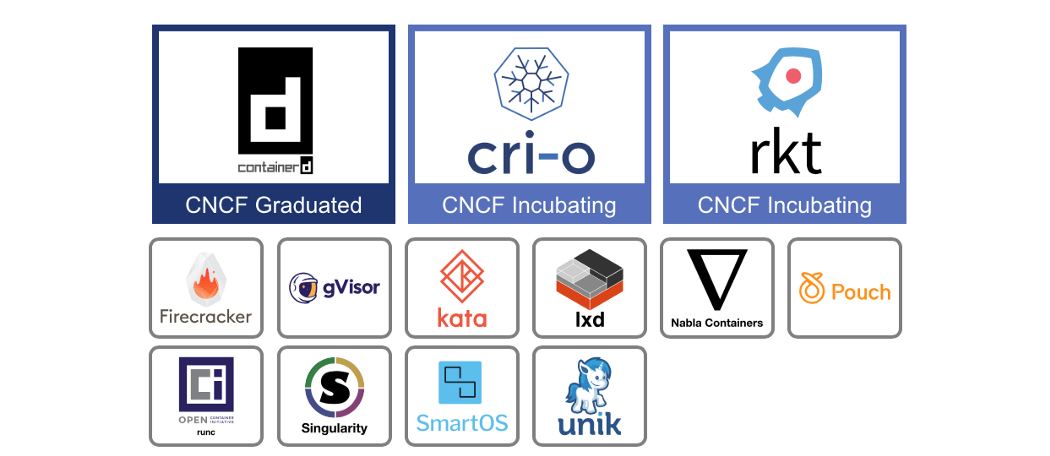 d
containerd
cri-o
rkt
CNCF Graduated
CNCF Incubating
CNCF Incubating
Firecracker
gVisor
kata
lxd
Nabla Containers
Pouch
Ci
OPEN CONTAINER
INITIATIVE
runc
S
Singularity
SmartOS
unik